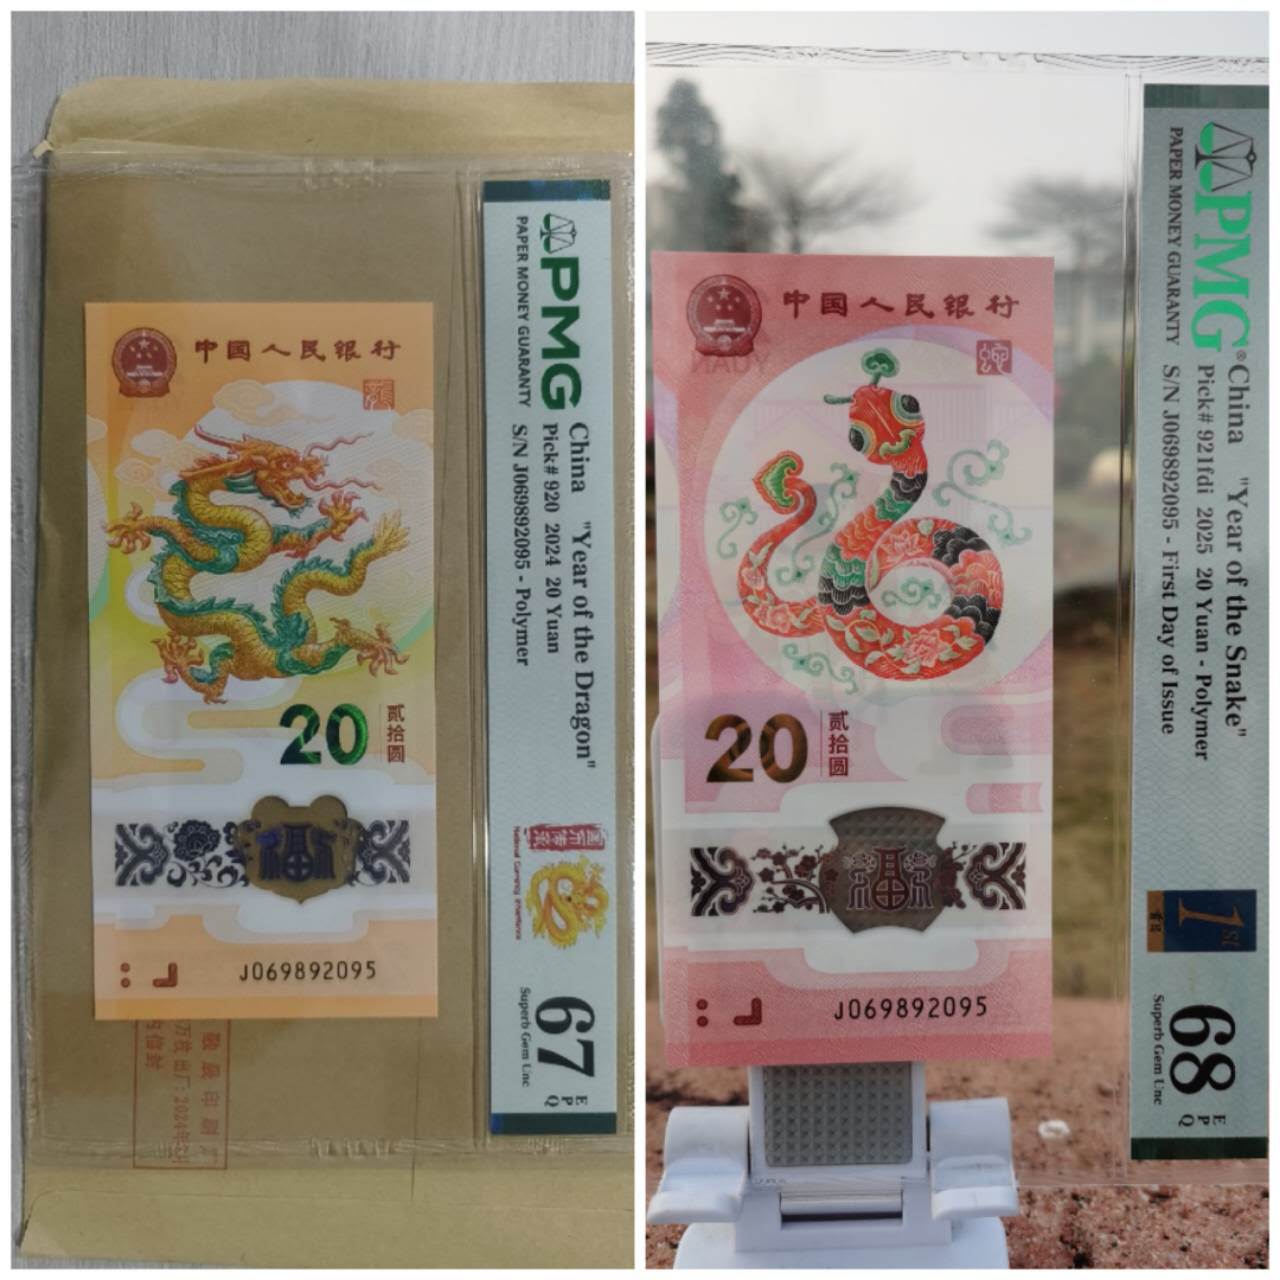 中国人民银行
20
贰拾圆
J069892095
PMG
PAPER MONEY GUARANTY
China "Year of the Dragon"
Pick# 920 2024 20 Yuan
S/N J069892095 - Polymer
67
EPQ
Superb Gem Unc
中国人民银行
YUAN
20
贰拾圆
J069892095
PMG®
PAPER MONEY GUARANTY
China "Year of the Snake"
Pick# 921fdi 2025 20 Yuan - Polymer
S/N J069892095 - First Day of Issue
1st
68
EPQ
Superb Gem Unc